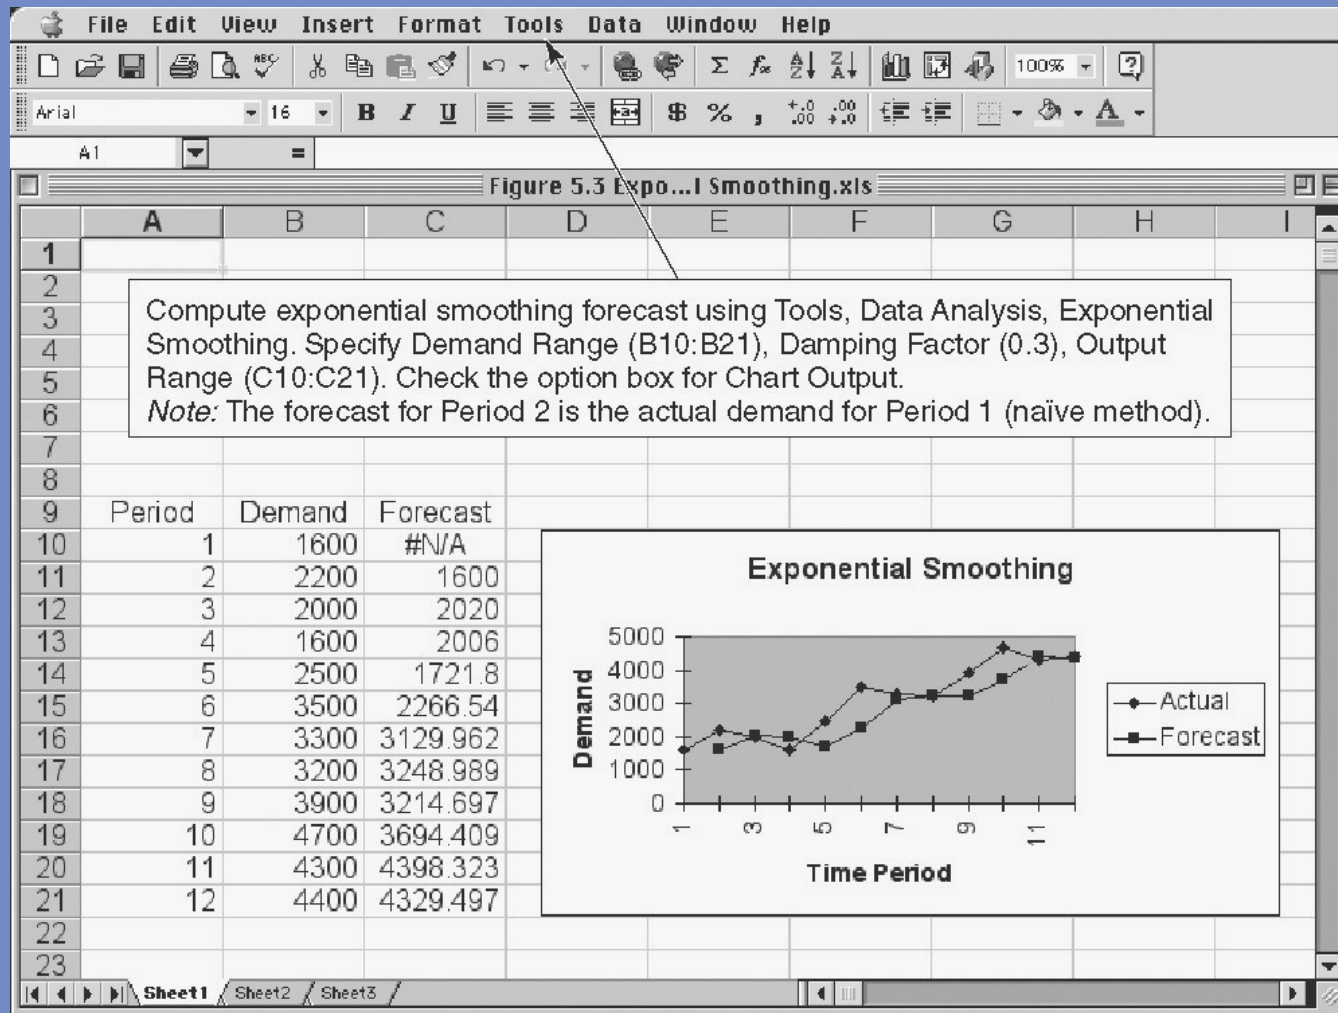 File Edit View Insert Format Tools Data Window Help
ABC Σ fx A Z Z A 100% ?
Arial 16 B I U a $ % , +.0 .00 .00 +.0 A
A1 =
Figure 5.3 Expo...l Smoothing.xls
A B C D E F G H I
1
2
Compute exponential smoothing forecast using Tools, Data Analysis, Exponential
3
Smoothing. Specify Demand Range (B10:B21), Damping Factor (0.3), Output
4
Range (C10:C21). Check the option box for Chart Output.
5
Note: The forecast for Period 2 is the actual demand for Period 1 (naïve method).
6
7
8
9 Period Demand Forecast
10 1 1600 #N/A
11 2 2200 1600
12 3 2000 2020
13 4 1600 2006
14 5 2500 1721.8
15 6 3500 2266.54
16 7 3300 3129.962
17 8 3200 3248.989
18 9 3900 3214.697
19 10 4700 3694.409
20 11 4300 4398.323
21 12 4400 4329.497
22
23
Exponential Smoothing
Demand
5000
4000
3000
2000
1000
0
1 3 5 7 9 11
Time Period
Actual
Forecast
Sheet1 Sheet2 Sheet3